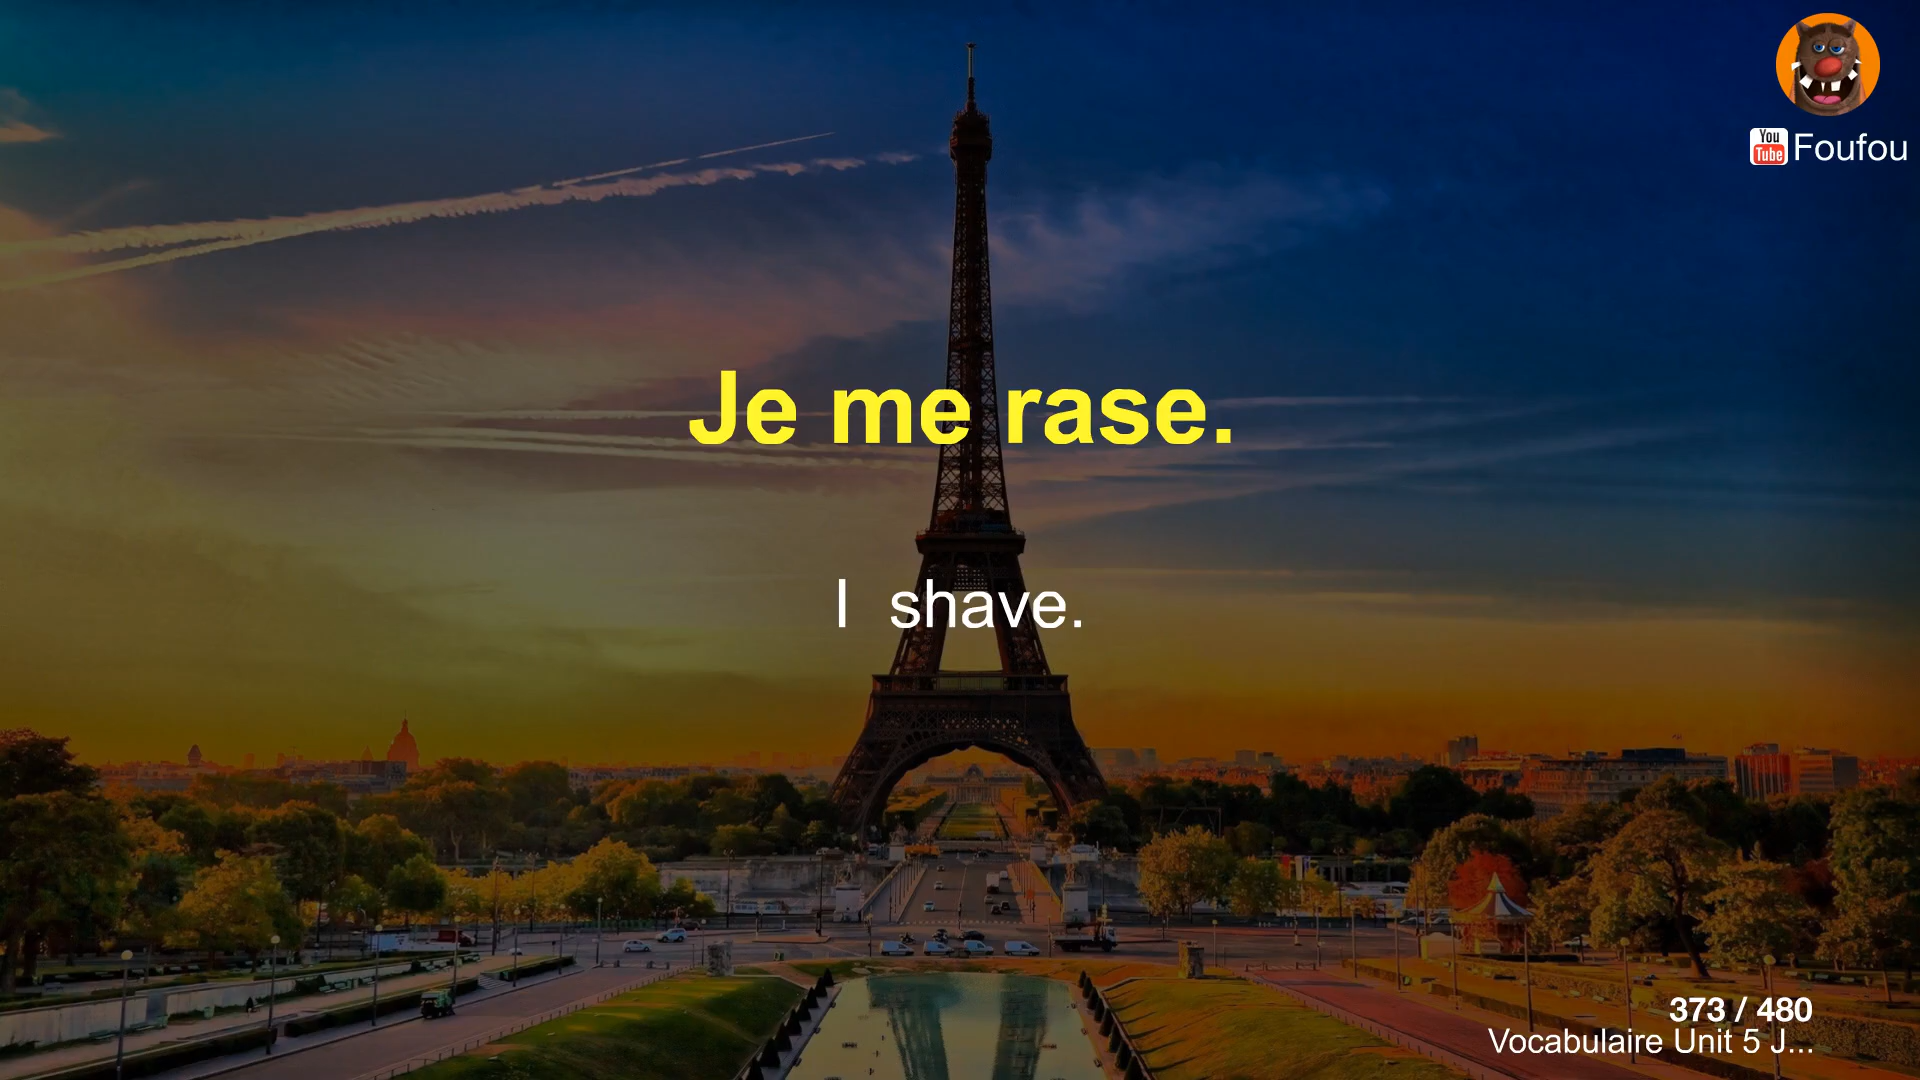 You
Tube
Foufou
Je me rase.
I shave.
373 / 480
Vocabulaire Unit 5 J...